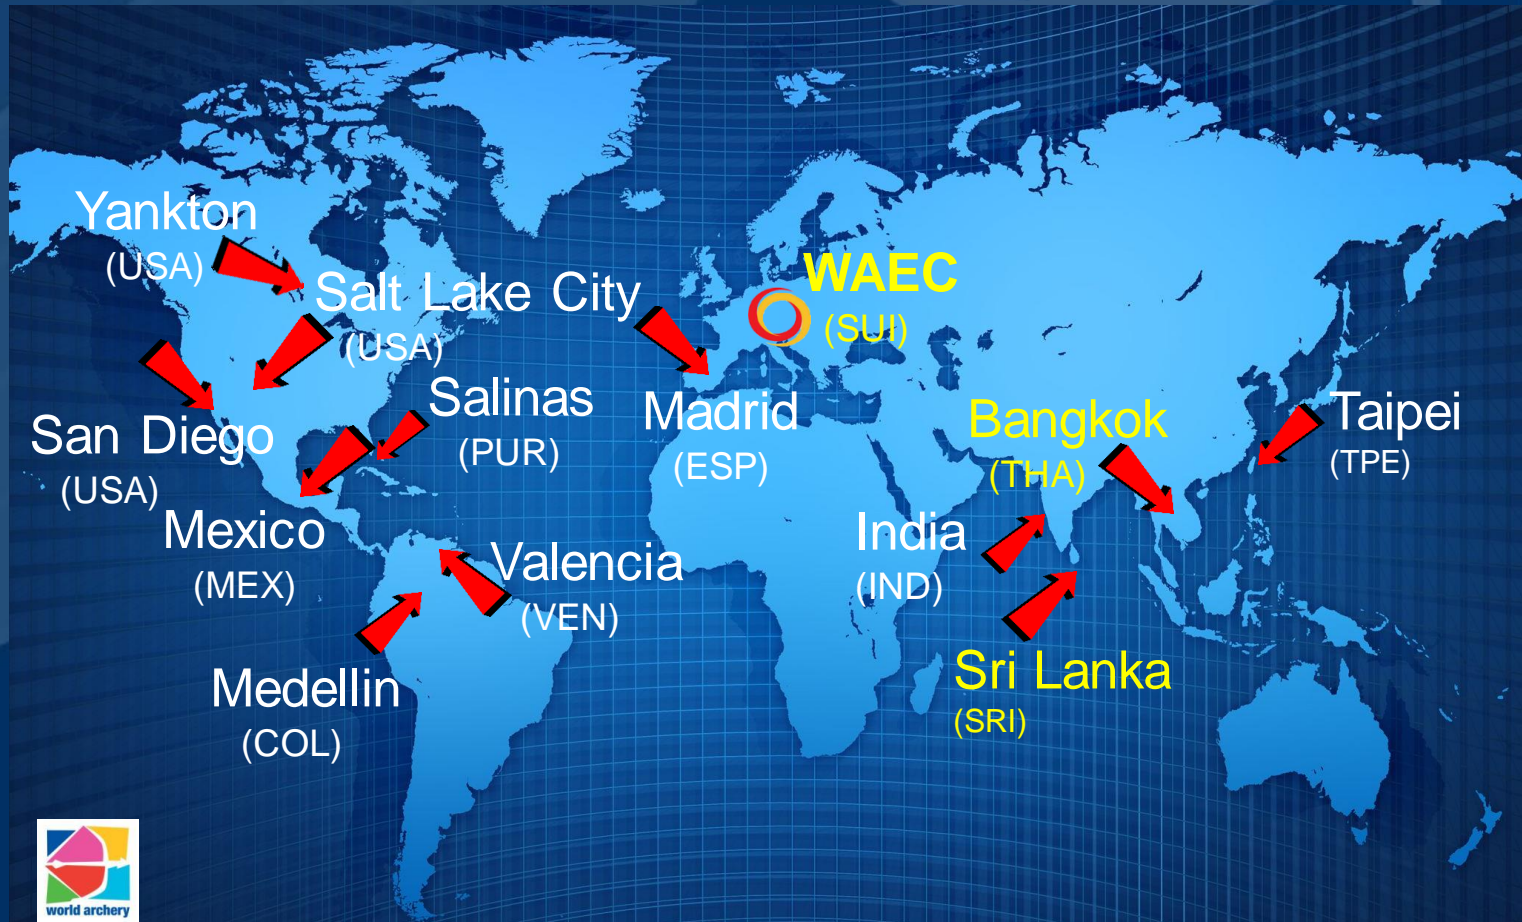 Yankton
(USA)
Salt Lake City
(USA)
WAEC
(SUI)
San Diego
(USA)
Salinas
(PUR)
Madrid
(ESP)
Bangkok
(THA)
Taipei
(TPE)
Mexico
(MEX)
Valencia
(VEN)
India
(IND)
Medellin
(COL)
Sri Lanka
(SRI)
world archery